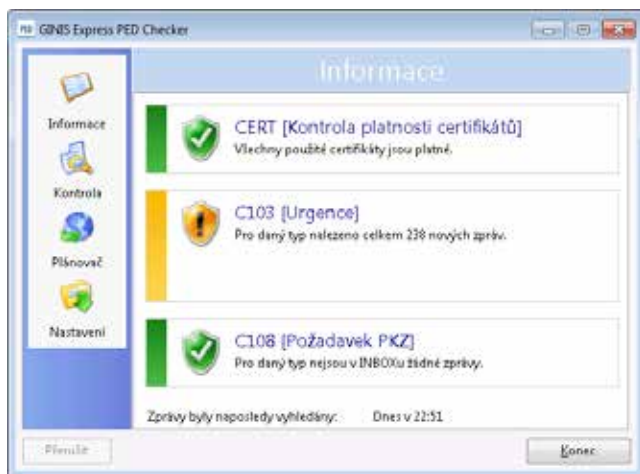 GINIS Express PED Checker
Informace
Informace
Kontrola
Plánovač
Nastavení
CERT [Kontrola platnosti certifikátů]
Všechny použité certifikáty jsou platné.
C103 [Urgence]
Pro daný typ nalezeno celkem 238 nových zpráv.
C108 [Požadavek PKZ]
Pro daný typ nejsou v INBOXu žádné zprávy.
Zprávy byly naposledy vyhledány: Dnes v 22:51
Přerušit
Konec